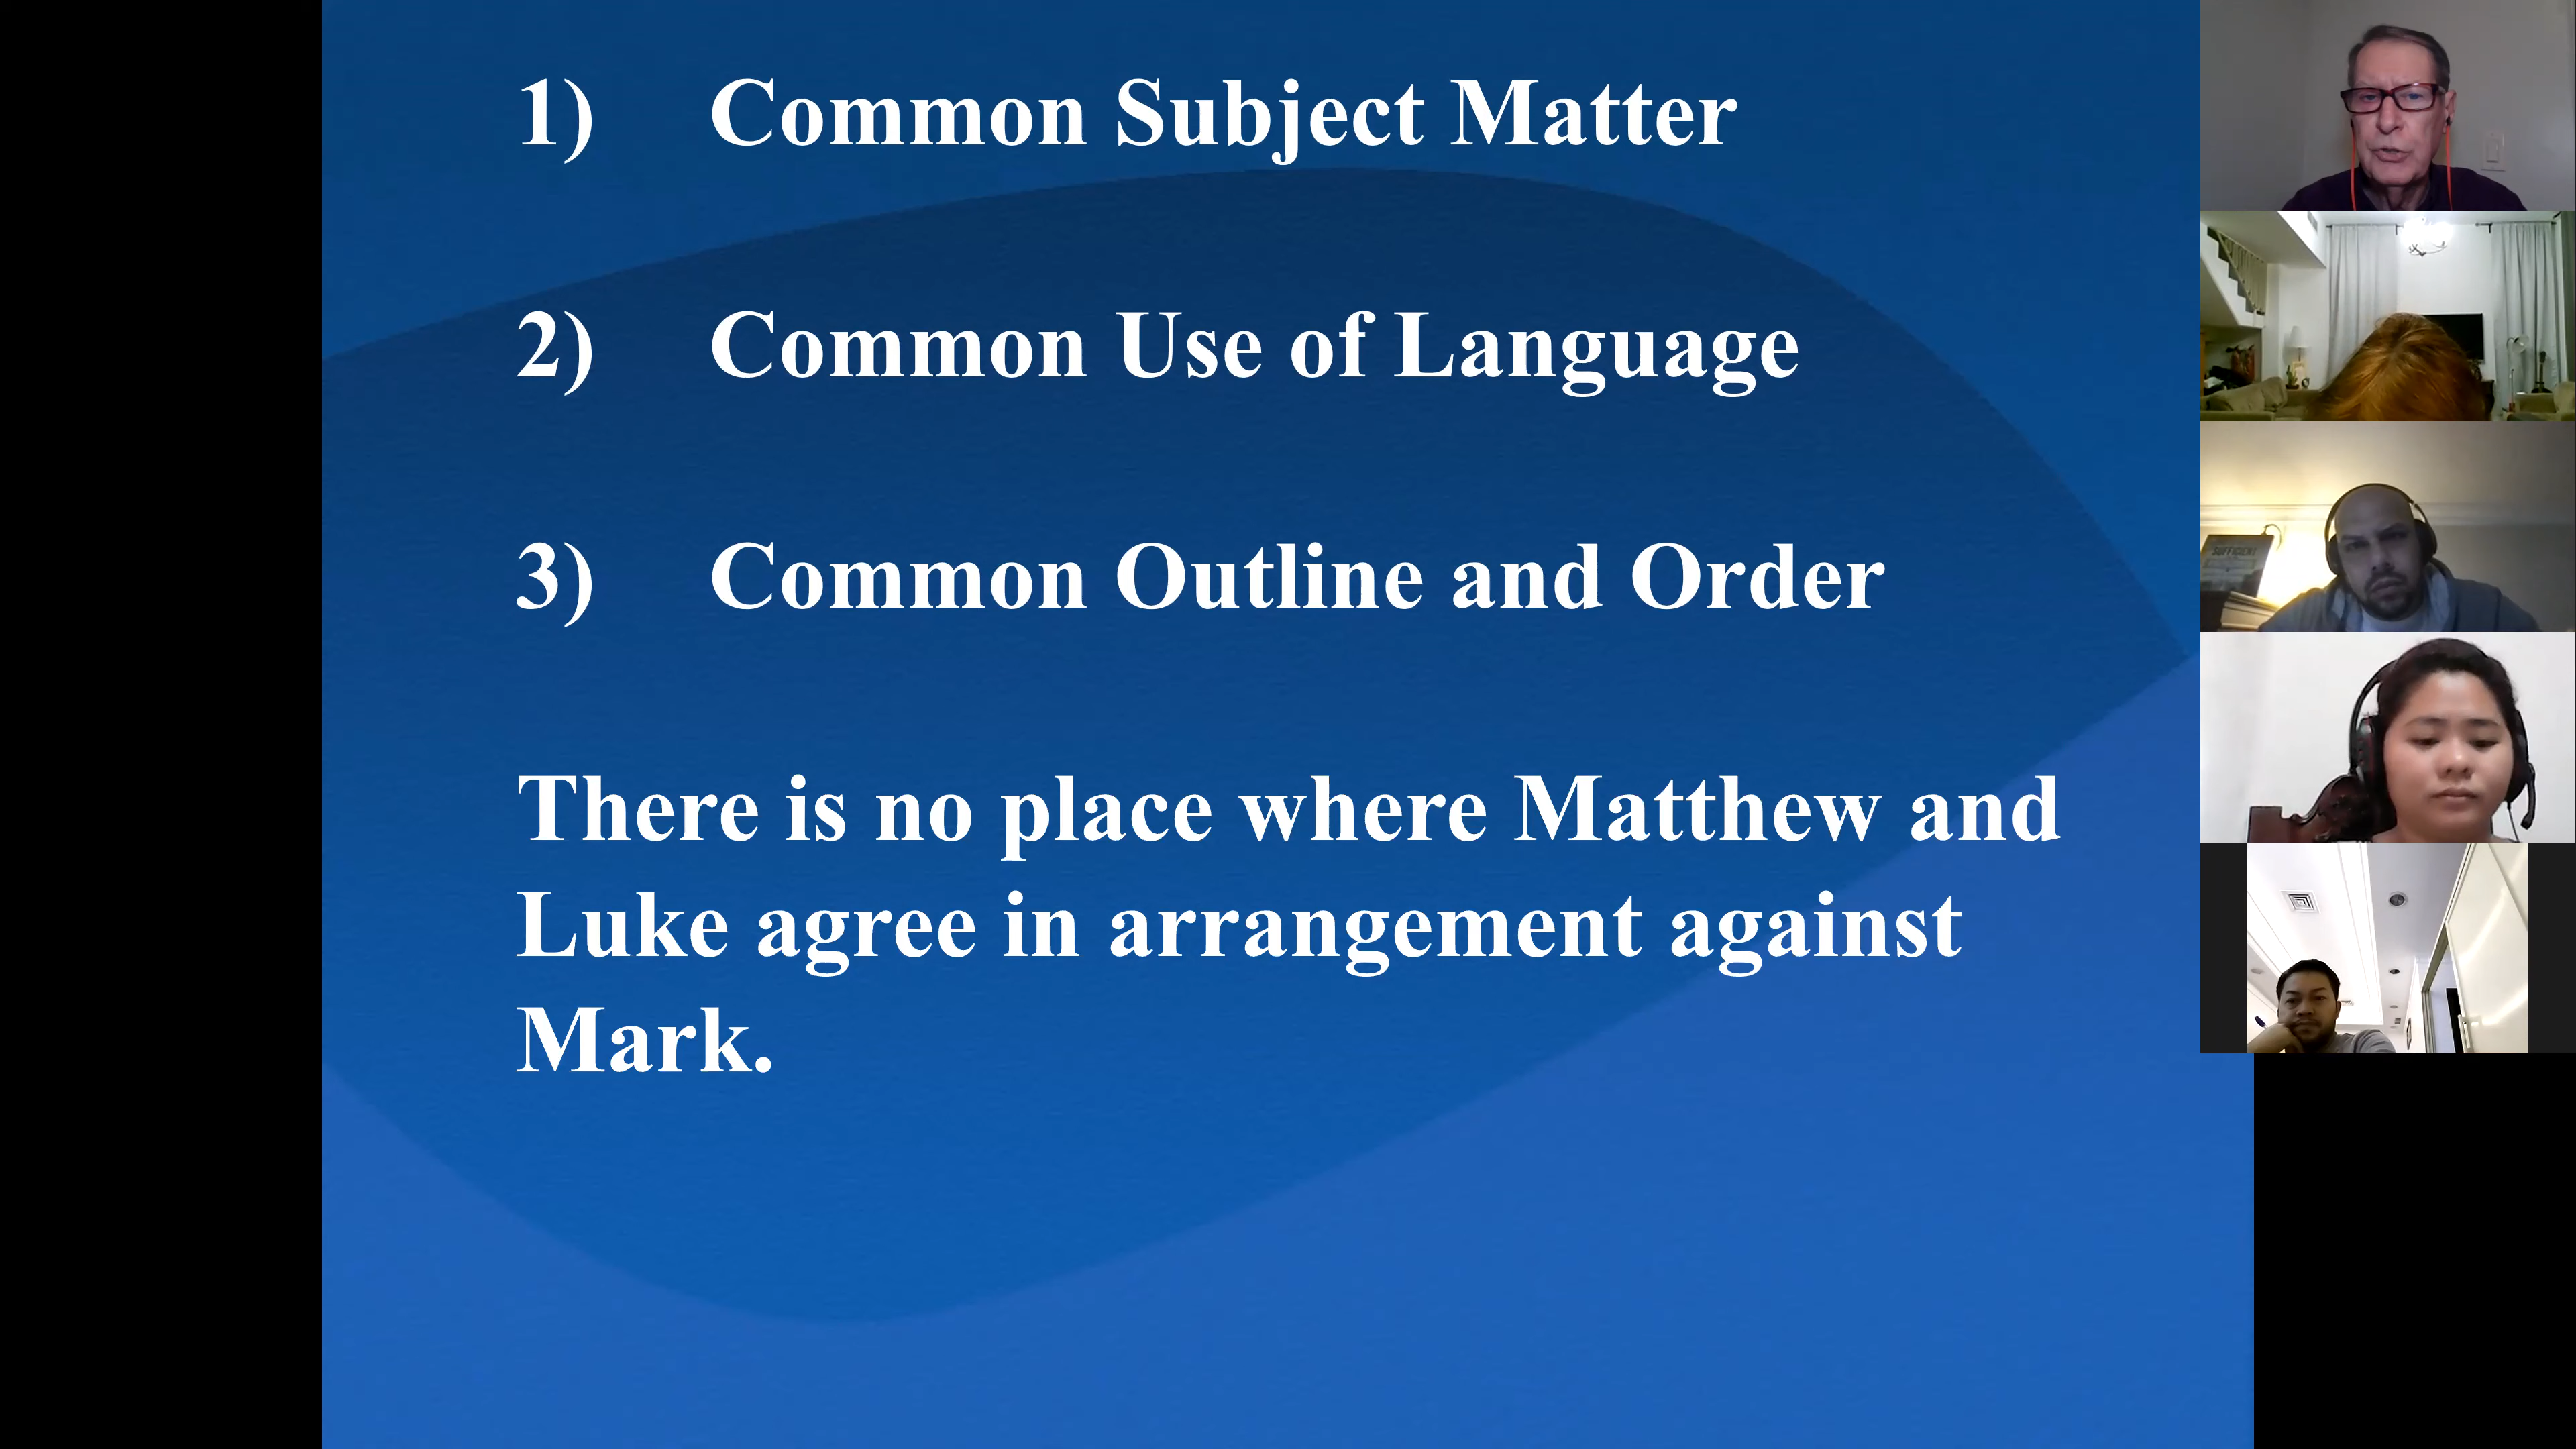 1) Common Subject Matter
2) Common Use of Language
3) Common Outline and Order
There is no place where Matthew and
Luke agree in arrangement against
Mark.
SUFFICIENT